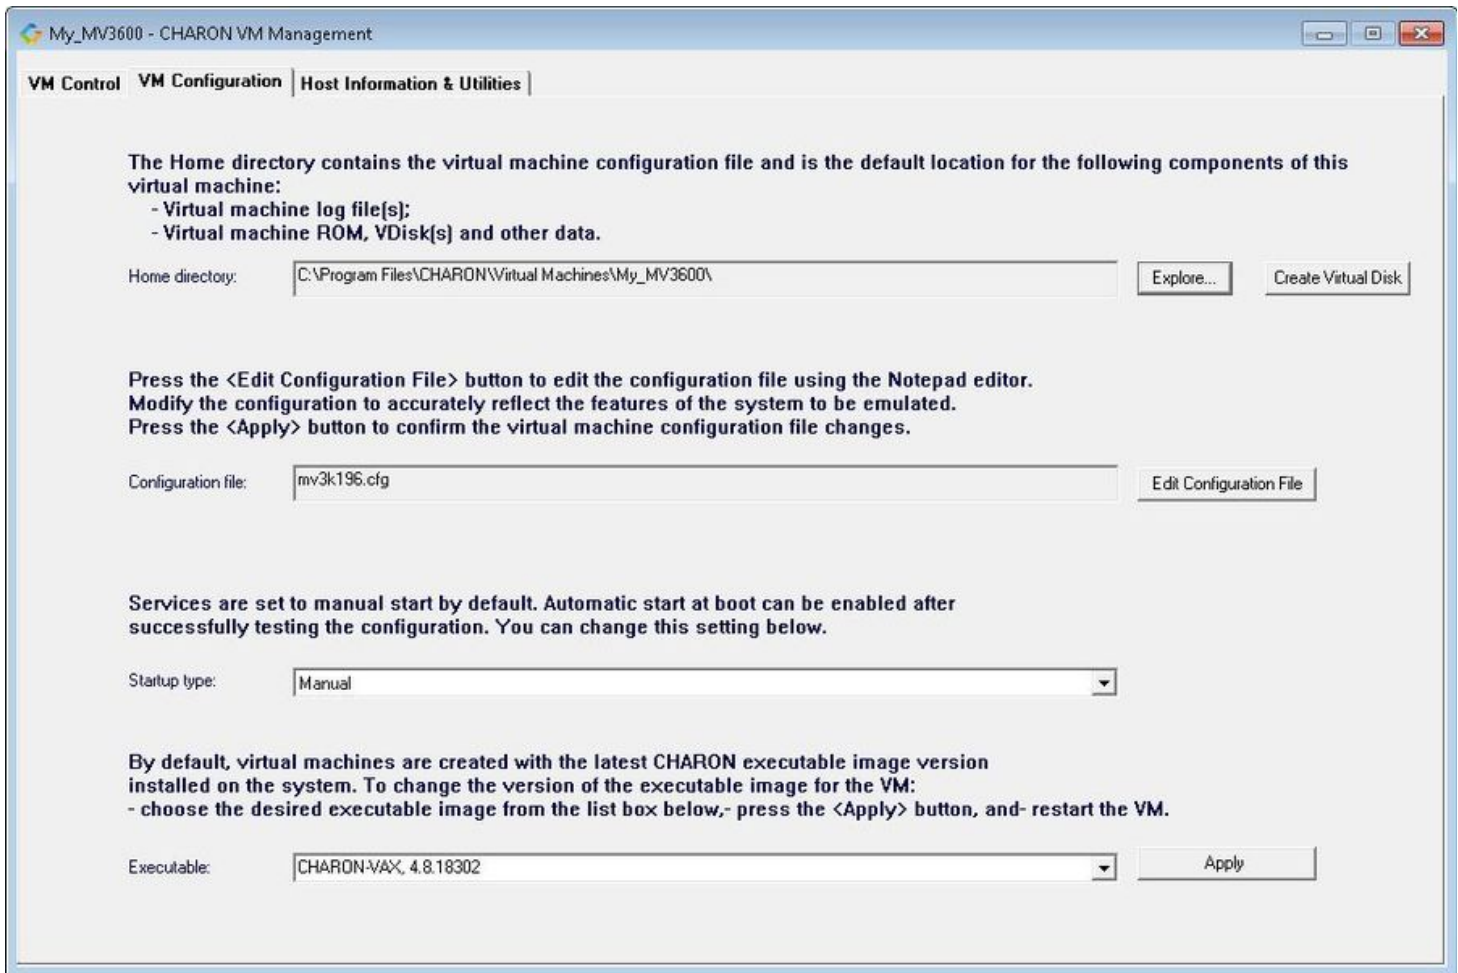 My_MV3600 - CHARON VM Management
VM Control VM Configuration Host Information & Utilities
The Home directory contains the virtual machine configuration file and is the default location for the following components of this
virtual machine:
- Virtual machine log file(s);
- Virtual machine ROM, VDisk(s) and other data.
Home directory: C:\Program Files\CHARON\Virtual Machines\My_MV3600\ Explore... Create Virtual Disk
Press the <Edit Configuration File> button to edit the configuration file using the Notepad editor.
Modify the configuration to accurately reflect the features of the system to be emulated.
Press the <Apply> button to confirm the virtual machine configuration file changes.
Configuration file: mv3k196.cfg Edit Configuration File
Services are set to manual start by default. Automatic start at boot can be enabled after
successfully testing the configuration. You can change this setting below.
Startup type: Manual
By default, virtual machines are created with the latest CHARON executable image version
installed on the system. To change the version of the executable image for the VM:
- choose the desired executable image from the list box below,- press the <Apply> button, and- restart the VM.
Executable: CHARON-VAX, 4.8.18302 Apply